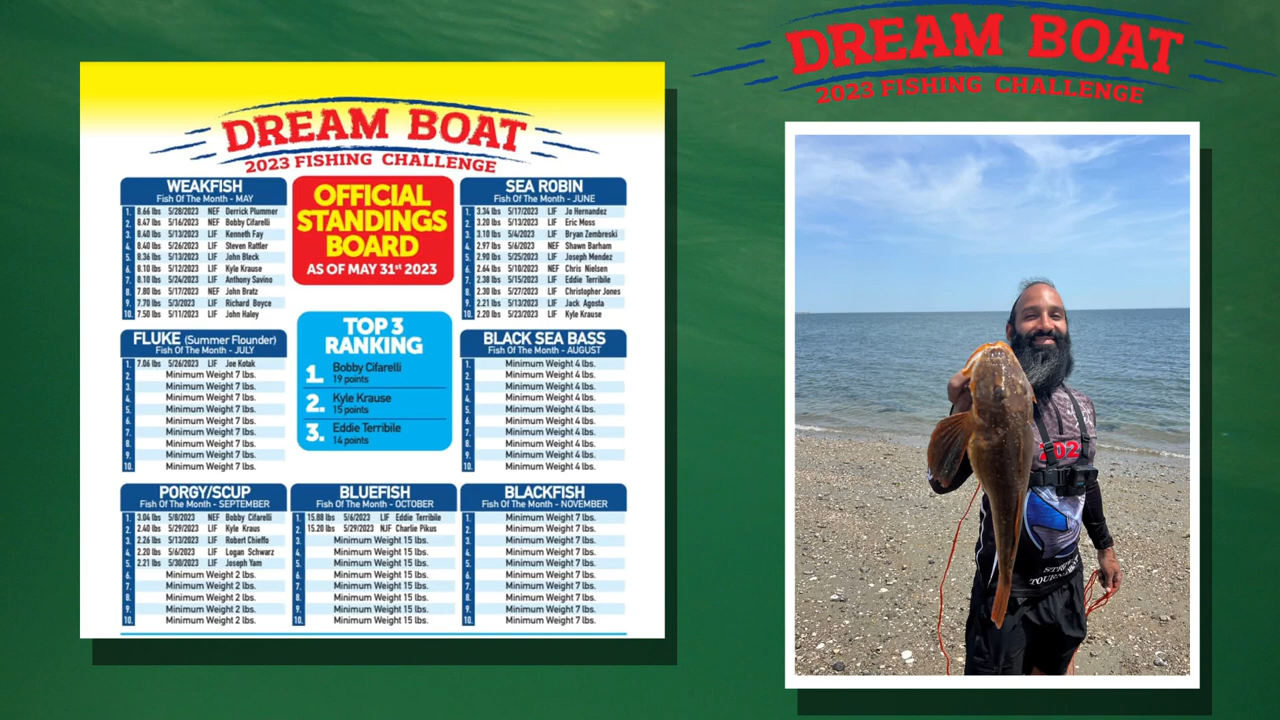 DREAM BOAT
2023 FISHING CHALLENGE
WEAKFISH
Fish Of The Month - MAY
1. 8.66 lbs 5/28/2023 NEF Derrick Plummer
2. 8.47 lbs 5/16/2023 NEF Bobby Cifarelli
3. 8.40 lbs 5/13/2023 LIF Kenneth Fay
4. 8.40 lbs 5/26/2023 LIF Steven Rattler
5. 8.36 lbs 5/13/2023 LIF John Bleck
6. 8.10 lbs 5/12/2023 LIF Kyle Krause
7. 8.10 lbs 5/24/2023 LIF Anthony Savino
8. 7.80 lbs 5/17/2023 NEF John Bratz
9. 7.70 lbs 5/3/2023 LIF Richard Boyce
10. 7.50 lbs 5/11/2023 LIF John Haley
OFFICIAL
STANDINGS
BOARD
AS OF MAY 31st 2023
SEA ROBIN
Fish Of The Month - JUNE
1. 3.34 lbs 5/17/2023 LIF Jo Hernandez
2. 3.20 lbs 5/13/2023 LIF Eric Moss
3. 3.10 lbs 5/4/2023 LIF Bryan Zembreski
4. 2.97 lbs 5/6/2023 NEF Shawn Barham
5. 2.90 lbs 5/25/2023 LIF Joseph Mendez
6. 2.64 lbs 5/10/2023 NEF Chris Nielsen
7. 2.38 lbs 5/15/2023 LIF Eddie Terribile
8. 2.30 lbs 5/27/2023 LIF Christopher Jones
9. 2.21 lbs 5/13/2023 LIF Jack Agosta
10. 2.20 lbs 5/23/2023 LIF Kyle Krause
FLUKE (Summer Flounder)
Fish Of The Month - JULY
1. 7.06 lbs 5/26/2023 LIF Joe Kotak
2. Minimum Weight 7 lbs.
3. Minimum Weight 7 lbs.
4. Minimum Weight 7 lbs.
5. Minimum Weight 7 lbs.
6. Minimum Weight 7 lbs.
7. Minimum Weight 7 lbs.
8. Minimum Weight 7 lbs.
9. Minimum Weight 7 lbs.
10. Minimum Weight 7 lbs.
TOP 3
RANKING
1. Bobby Cifarelli
19 points
2. Kyle Krause
15 points
3. Eddie Terribile
14 points
BLACK SEA BASS
Fish Of The Month - AUGUST
1. Minimum Weight 4 lbs.
2. Minimum Weight 4 lbs.
3. Minimum Weight 4 lbs.
4. Minimum Weight 4 lbs.
5. Minimum Weight 4 lbs.
6. Minimum Weight 4 lbs.
7. Minimum Weight 4 lbs.
8. Minimum Weight 4 lbs.
9. Minimum Weight 4 lbs.
10. Minimum Weight 4 lbs.
PORGY/SCUP
Fish Of The Month - SEPTEMBER
1. 3.04 lbs 5/8/2023 NEF Bobby Cifarelli
2. 2.40 lbs 5/29/2023 LIF Kyle Kraus
3. 2.26 lbs 5/13/2023 LIF Robert Chieffo
4. 2.20 lbs 5/6/2023 LIF Logan Schwarz
5. 2.21 lbs 5/30/2023 LIF Joseph Yam
6. Minimum Weight 2 lbs.
7. Minimum Weight 2 lbs.
8. Minimum Weight 2 lbs.
9. Minimum Weight 2 lbs.
10. Minimum Weight 2 lbs.
BLUEFISH
Fish Of The Month - OCTOBER
1. 15.88 lbs 5/6/2023 LIF Eddie Terribile
2. 15.20 lbs 5/29/2023 NJF Charlie Pikus
3. Minimum Weight 15 lbs.
4. Minimum Weight 15 lbs.
5. Minimum Weight 15 lbs.
6. Minimum Weight 15 lbs.
7. Minimum Weight 15 lbs.
8. Minimum Weight 15 lbs.
9. Minimum Weight 15 lbs.
10. Minimum Weight 15 lbs.
BLACKFISH
Fish Of The Month - NOVEMBER
1. Minimum Weight 7 lbs.
2. Minimum Weight 7 lbs.
3. Minimum Weight 7 lbs.
4. Minimum Weight 7 lbs.
5. Minimum Weight 7 lbs.
6. Minimum Weight 7 lbs.
7. Minimum Weight 7 lbs.
8. Minimum Weight 7 lbs.
9. Minimum Weight 7 lbs.
10. Minimum Weight 7 lbs.
DREAM BOAT
2023 FISHING CHALLENGE
202